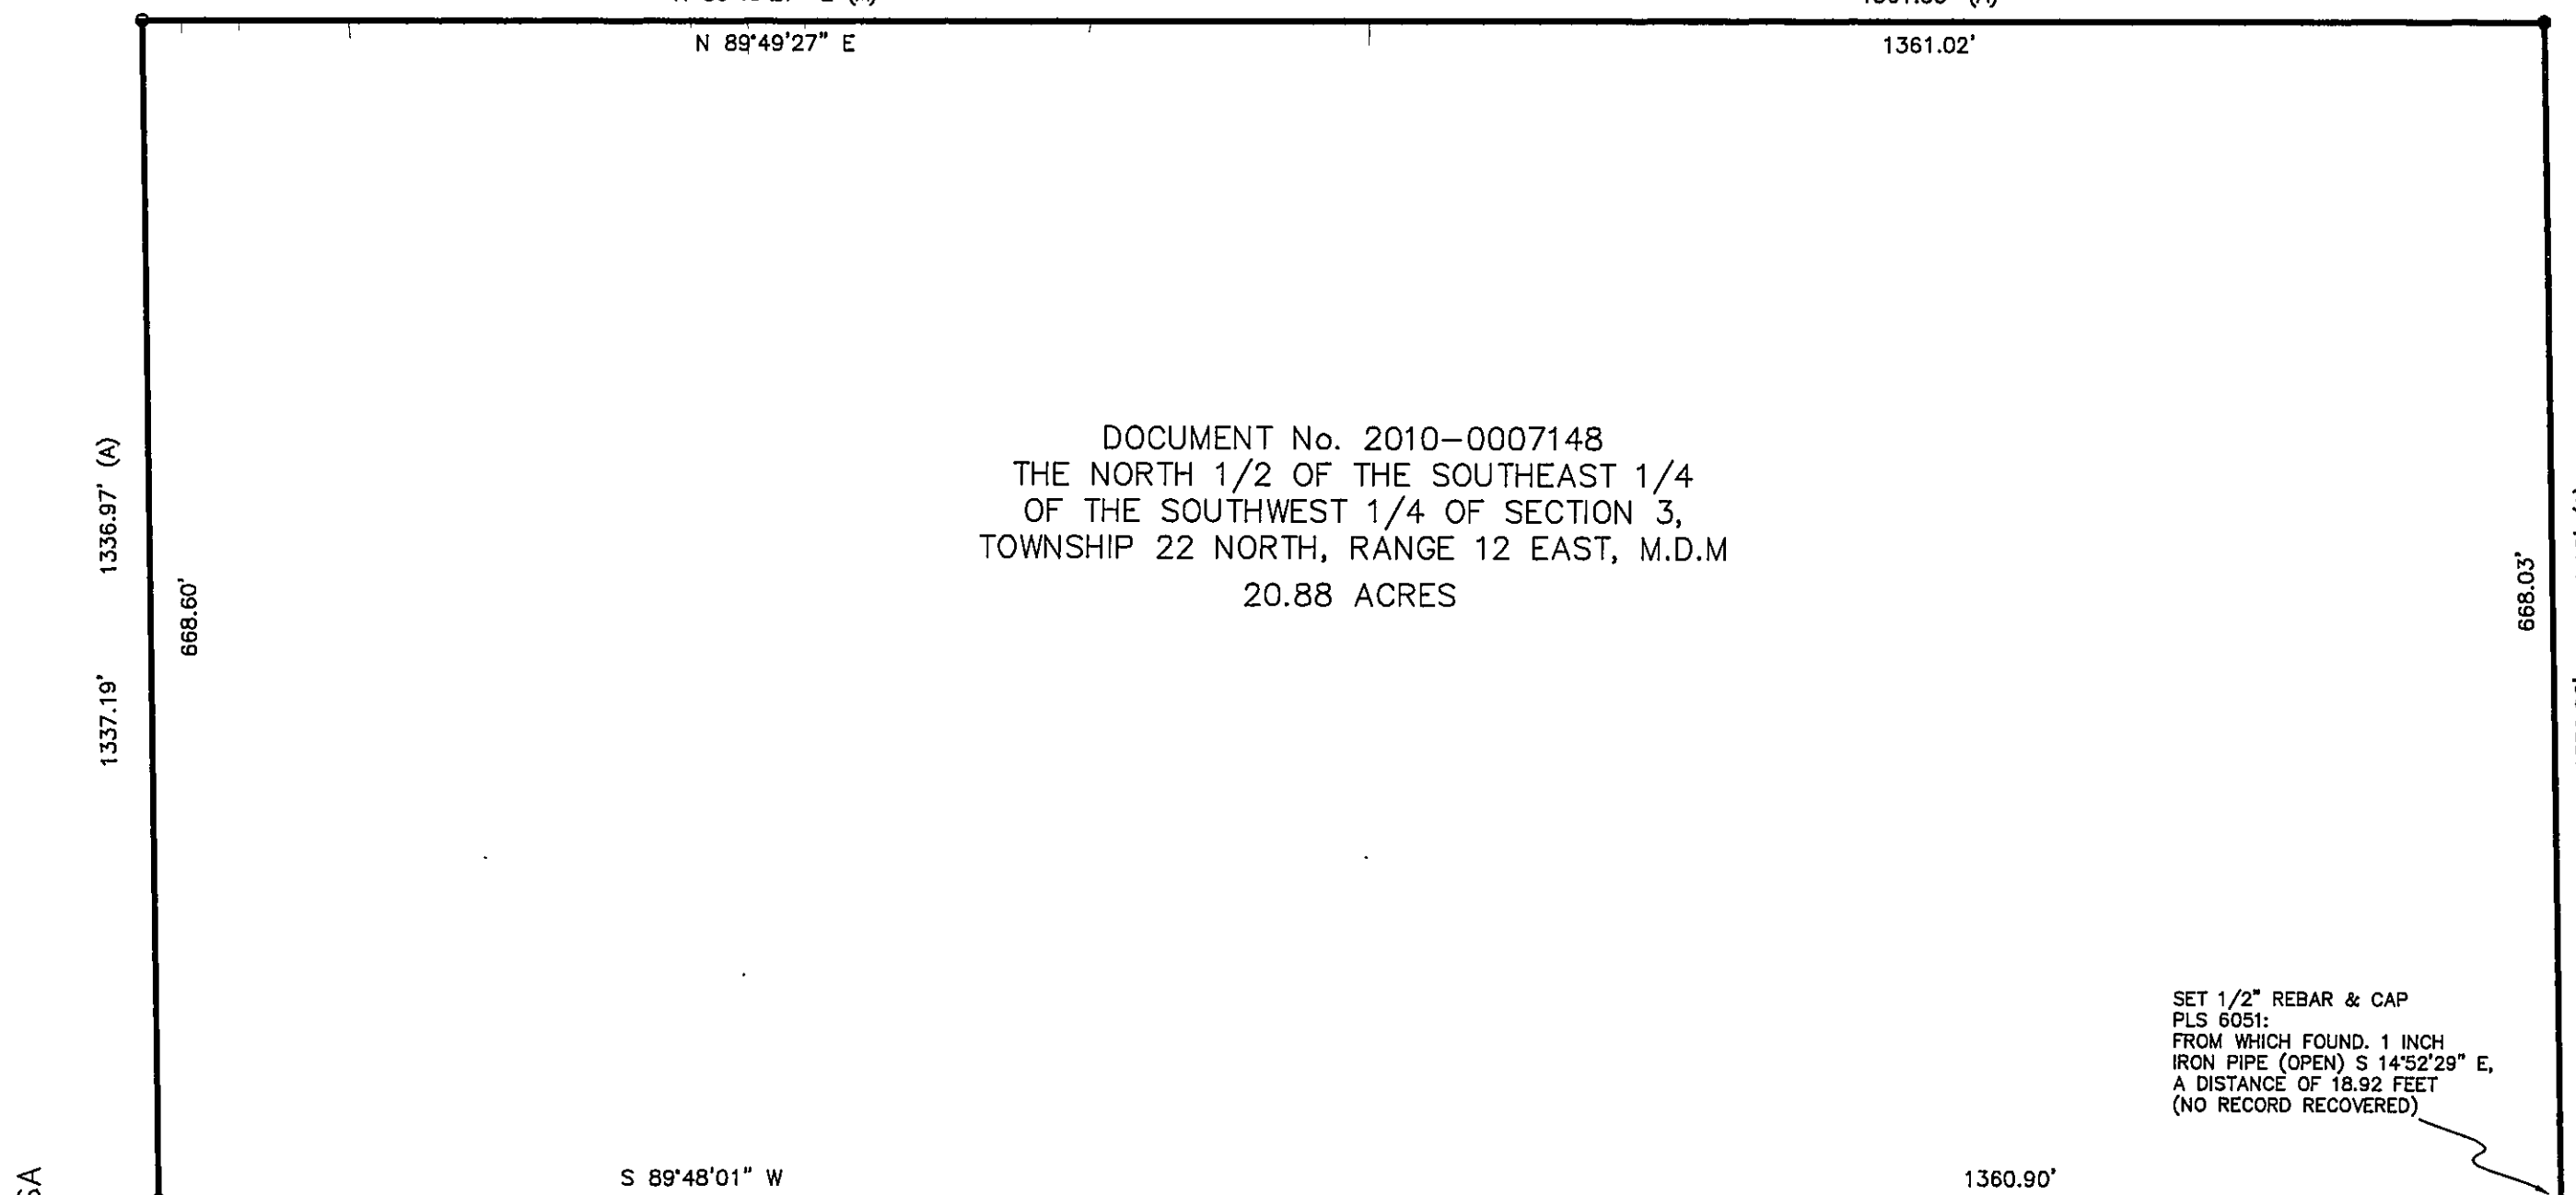 N 89°49'27" E
1361.02'
1336.97' (A)
668.60'
1337.19'
DOCUMENT No. 2010-0007148
THE NORTH 1/2 OF THE SOUTHEAST 1/4
OF THE SOUTHWEST 1/4 OF SECTION 3,
TOWNSHIP 22 NORTH, RANGE 12 EAST, M.D.M
20.88 ACRES
668.03'
SET 1/2" REBAR & CAP
PLS 6051:
FROM WHICH FOUND. 1 INCH
IRON PIPE (OPEN) S 14°52'29" E,
A DISTANCE OF 18.92 FEET
(NO RECORD RECOVERED)
S 89°48'01" W
1360.90'